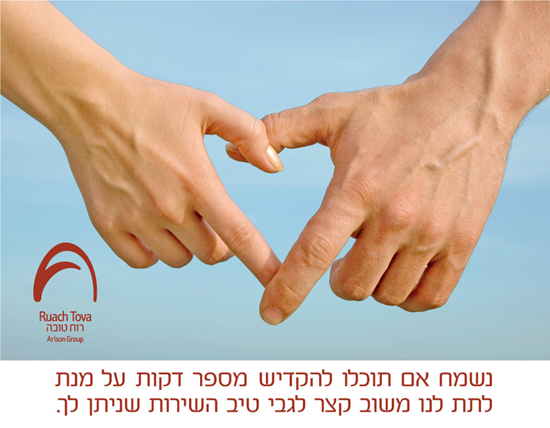 Ruach Tova
רוח טובה
Arison Group
נשמח אם תוכלו להקדיש מספר דקות על מנת
לתת לנו משוב קצר לגבי טיב השירות שניתן לך.